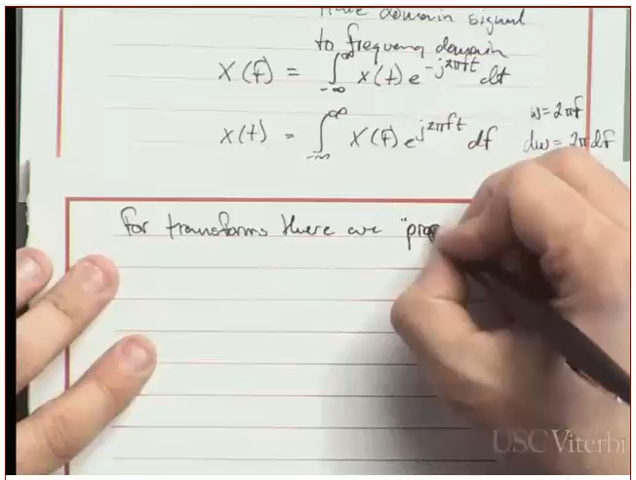 time domain signal
to frequency domain
X(f) = ∫_{-∞}^{∞} x(t) e^{-j2πft} dt
x(t) = ∫_{-∞}^{∞} X(f) e^{j2πft} df
w = 2πf
dw = 2π df
for transforms there are "prop
USC Viterbi